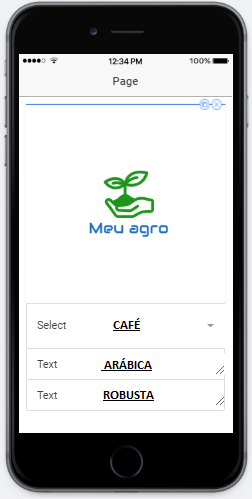 12:34 PM 100%
Page
Meu agro
Select CAFÉ
Text ARÁBICA
Text ROBUSTA